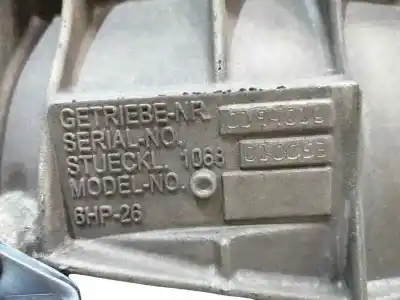 GETRIEBE-NR.
SERIAL-NO.
STUECKL. 1068
MODEL-NO.
6HP-26